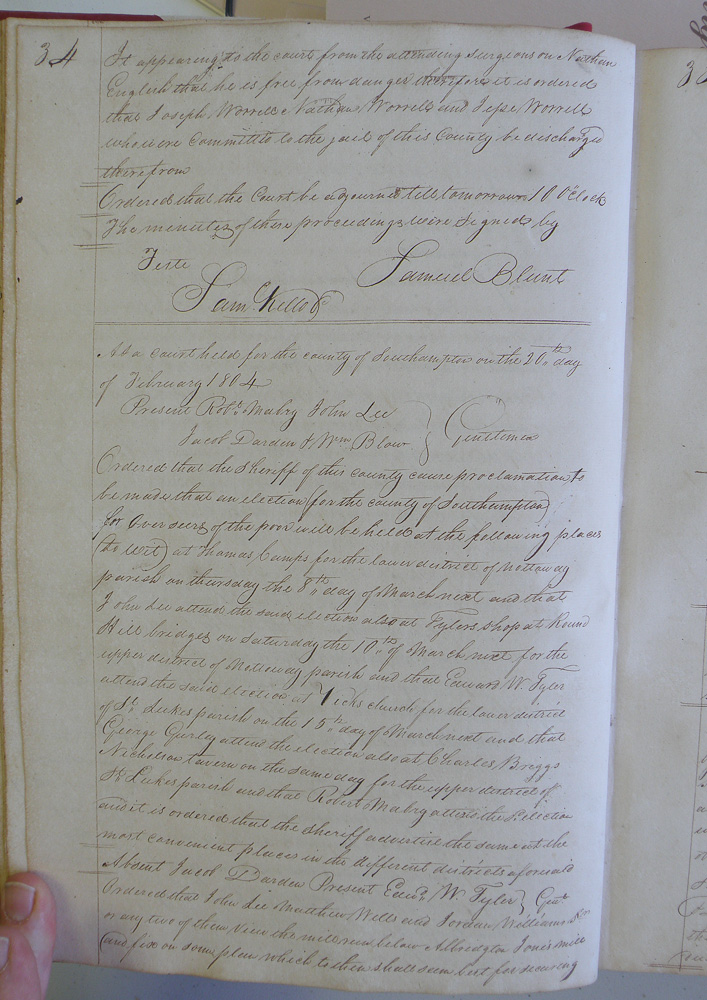 34
It appearing to the court from the attending surgeons on Nathan
English that he is free from danger therefore it is ordered
that Joseph Worrell Nathan Worrell and Jesse Worrell
who were committed to the jail of this County be discharged
therefrom
Ordered that the Court be adjourned till tomorrow 10 oClock
The minutes of these proceedings were signed by
Teste
Samuel Blunt
Sam. Kello C
At a court held for the county of Southampton on the 20th day
of February 1804
Present Robt. Mabry John Lee
Jacob Darden & Wm. Blow } Gentlemen
Ordered that the sheriff of this county cause proclamation to
be made that an election (for the county of Southampton)
for Overseers of the poor will be held at the following places
(to wit) at Thomas Camps for the lower district of Nottoway
parish on thursday the 8th day of March next and that
John Lee attend the said election also at Tylers shop at Round
Hill bridges on Saturday the 10th of March next for the
upper district of Nottoway parish and that Edward W. Tyler
attend the said election at Vicks church for the lower district
of St. Lukes parish on the 15th day of March next and that
George Gurley attend the election also at Charles Briggs
Nicholson tavern on the same day for the upper district of
St. Lukes parish and that Robert Mabry attend the Election
and it is ordered that the sheriff advertise the same at the
most convenient places in the different districts aforesaid
Absent Jacob Darden Present Edwd. W. Tyler } Gent
Ordered that John Lee Matthew Wells and Jordan Williams
or any two of them view the mill run below Albridgton Jones's mill
and fix on some plan which to them shall seem best for securing